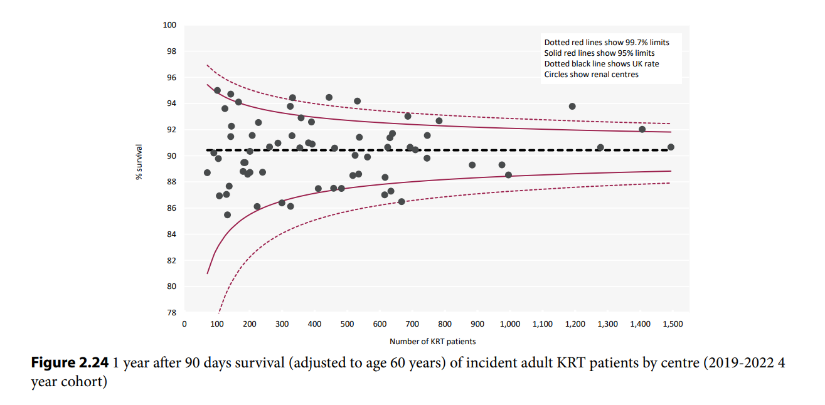 100
98
96
94
92
90
88
86
84
82
80
78
% survival
Dotted red lines show 99.7% limits
Solid red lines show 95% limits
Dotted black line shows UK rate
Circles show renal centres
0 100 200 300 400 500 600 700 800 900 1,000 1,100 1,200 1,300 1,400 1,500
Number of KRT patients
Figure 2.24 1 year after 90 days survival (adjusted to age 60 years) of incident adult KRT patients by centre (2019-2022 4
year cohort)